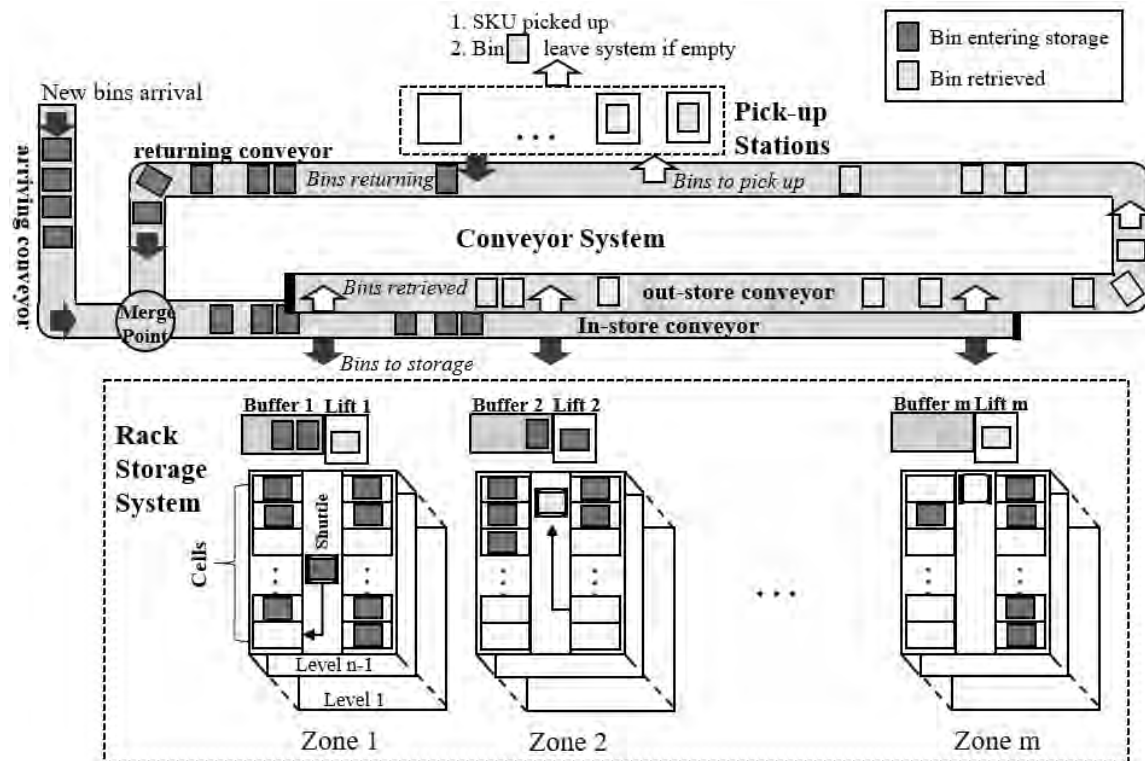 1. SKU picked up
2. Bin leave system if empty
Bin entering storage
Bin retrieved
New bins arrival
Pick-up
Stations
...
arriving conveyor
returning conveyor
Bins returning
Bins to pick up
Conveyor System
Bins retrieved
out-store conveyor
Merge
Point
In-store conveyor
Bins to storage
Rack
Storage
System
Buffer 1 Lift 1
Buffer 2 Lift 2
Buffer m Lift m
Cells
Shuttle
...
Level n-1
Level 1
Zone 1
Zone 2
Zone m